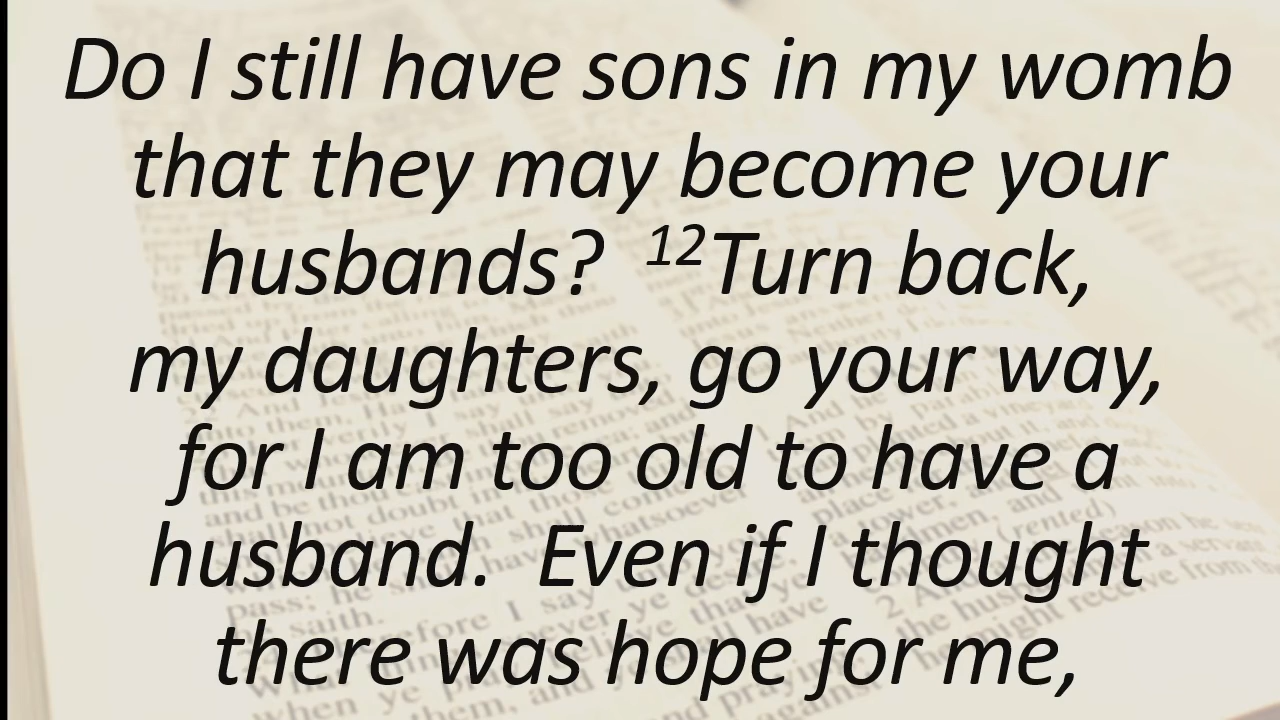 Do I still have sons in my womb
that they may become your
husbands? ¹²Turn back,
my daughters, go your way,
for I am too old to have a
husband. Even if I thought
there was hope for me,